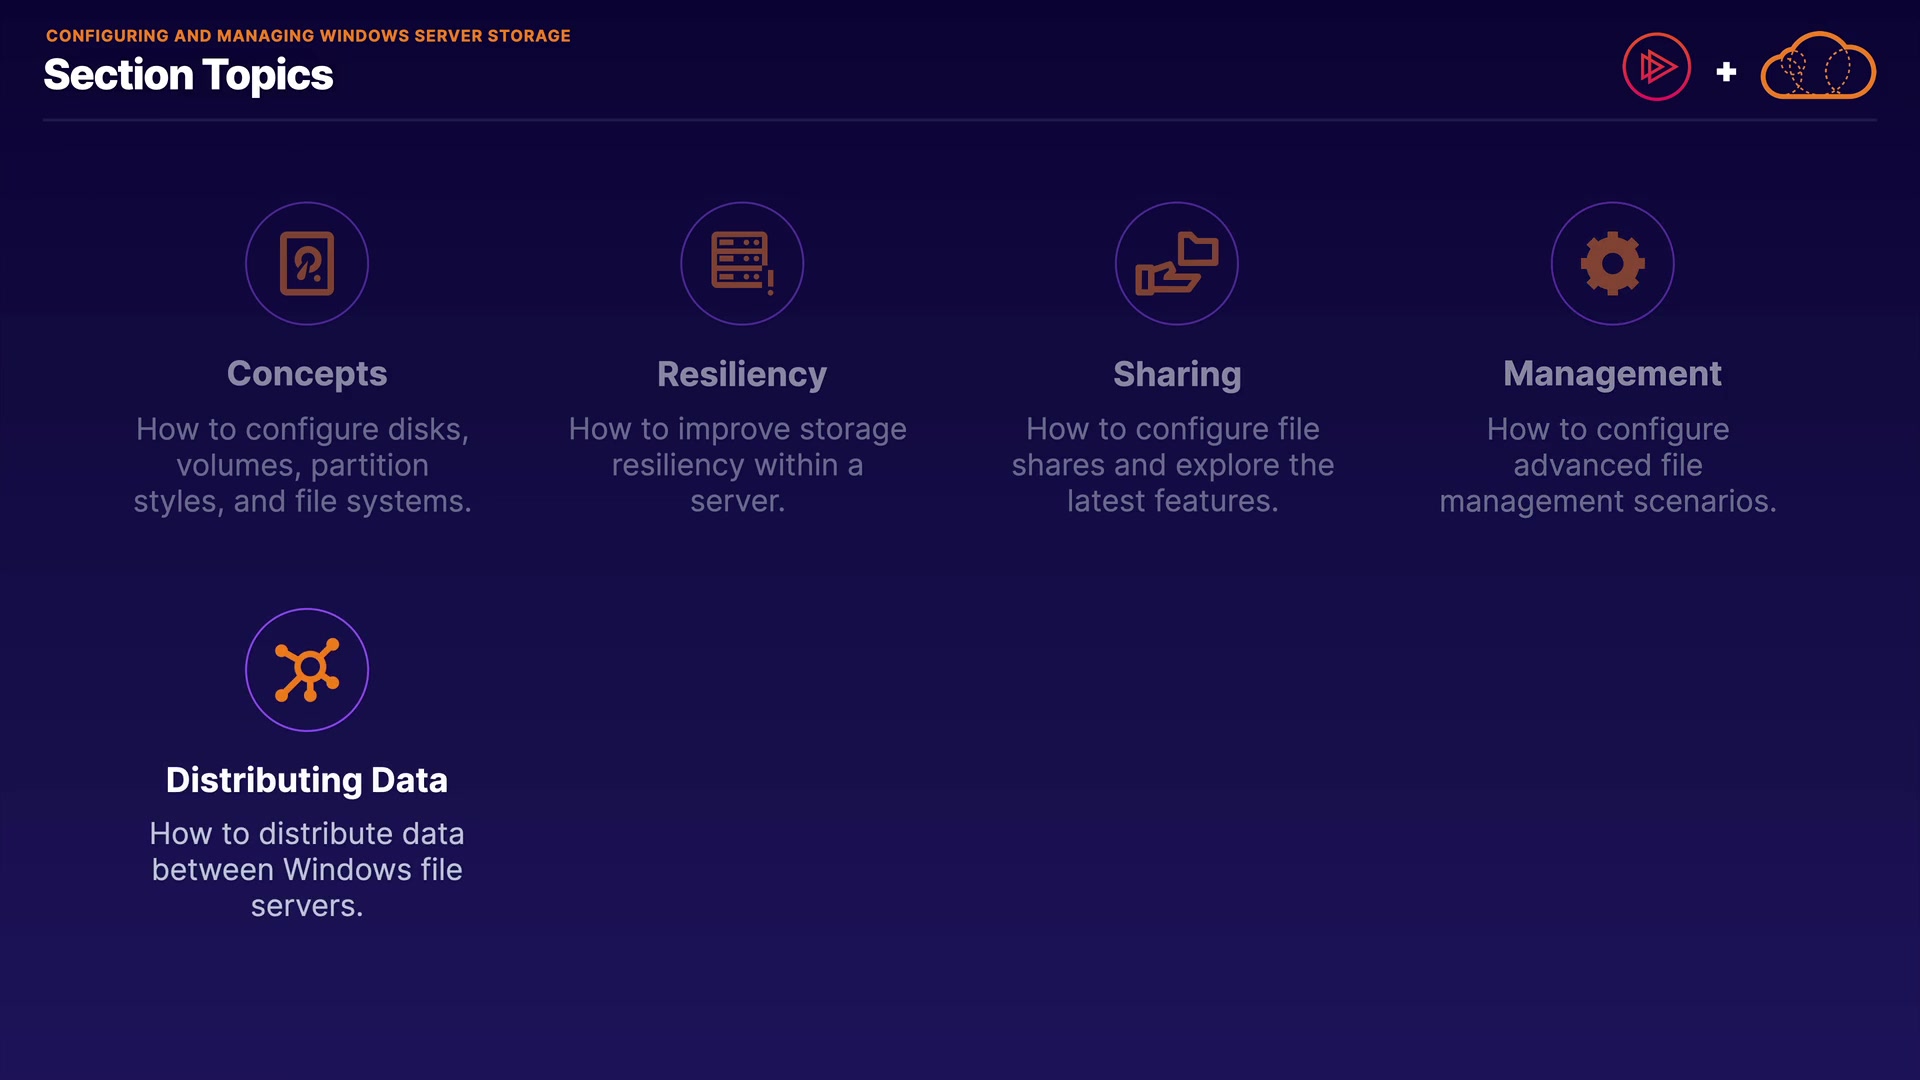 CONFIGURING AND MANAGING WINDOWS SERVER STORAGE
Section Topics
Concepts
How to configure disks,
volumes, partition
styles, and file systems.
Resiliency
How to improve storage
resiliency within a
server.
Sharing
How to configure file
shares and explore the
latest features.
Management
How to configure
advanced file
management scenarios.
Distributing Data
How to distribute data
between Windows file
servers.